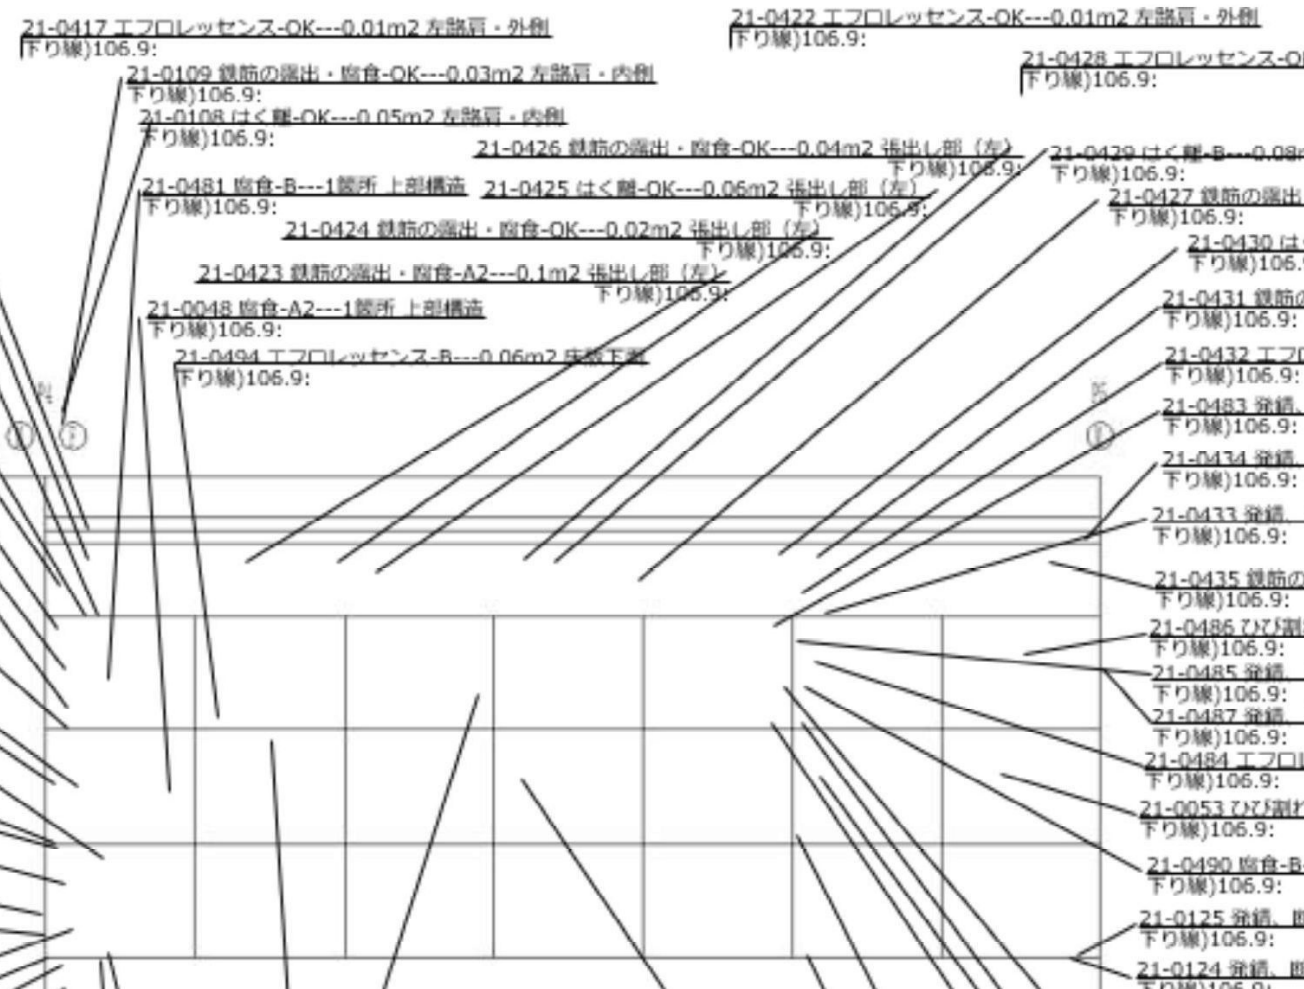 21-0417 エフロレッセンス-OK---0.01m2 左路肩・外側
下り線)106.9:
21-0422 エフロレッセンス-OK---0.01m2 左路肩・外側
下り線)106.9:
21-0428 エフロレッセンス-O
下り線)106.9:
21-0109 鉄筋の露出・腐食-OK---0.03m2 左路肩・内側
下り線)106.9:
21-0108 はく離-OK---0.05m2 左路肩・内側
下り線)106.9:
21-0426 鉄筋の露出・腐食-OK---0.04m2 張出し部（左）
下り線)106.9:
21-0429 はく離-B---0.08m
下り線)106.9:
21-0481 腐食-B---1箇所 上部構造
下り線)106.9:
21-0425 はく離-OK---0.06m2 張出し部（左）
下り線)106.9:
21-0427 鉄筋の露出
下り線)106.9:
21-0424 鉄筋の露出・腐食-OK---0.02m2 張出し部（左）
下り線)106.9:
21-0430 は
下り線)106.9
21-0423 鉄筋の露出・腐食-A2---0.1m2 張出し部（左）
下り線)106.9:
21-0431 鉄筋の
下り線)106.9:
21-0048 腐食-A2---1箇所 上部構造
下り線)106.9:
21-0494 エフロレッセンス-B---0.06m2 床版下面
下り線)106.9:
21-0432 エフロ
下り線)106.9:
21-0483 発錆、
下り線)106.9:
21-0434 発錆、
下り線)106.9:
21-0433 発錆、
下り線)106.9:
21-0435 鉄筋の
下り線)106.9:
21-0486 ひび割
下り線)106.9:
21-0485 発錆、
下り線)106.9:
21-0487 発錆、
下り線)106.9:
21-0484 エフロ
下り線)106.9:
21-0053 ひび割れ
下り線)106.9:
21-0490 腐食-B-
下り線)106.9:
21-0125 発錆、断
下り線)106.9:
21-0124 発錆、断
下り線)106.9: